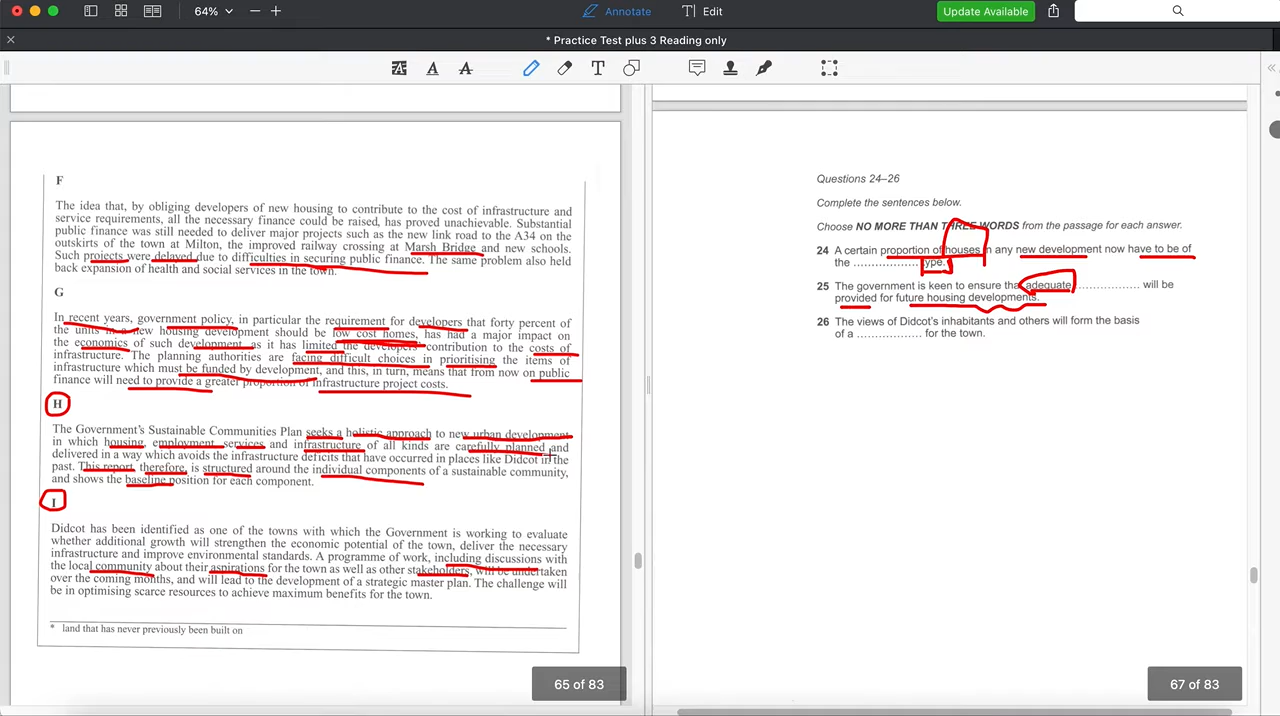 64%
Annotate
Edit
Update Available
* Practice Test plus 3 Reading only
F
The idea that, by obliging developers of new housing to contribute to the cost of infrastructure and
service requirements, all the necessary finance could be raised, has proved unachievable. Substantial
public finance was still needed to deliver major projects such as the new link road to the A34 on the
outskirts of the town at Milton, the improved railway crossing at Marsh Bridge and new schools.
Such projects were delayed due to difficulties in securing public finance. The same problem also held
back expansion of health and social services in the town.
G
In recent years, government policy, in particular the requirement for developers that forty percent of
the units in a new housing development should be low cost homes, has had a major impact on
the economics of such development, as it has limited the developers' contribution to the costs of
infrastructure. The planning authorities are facing difficult choices in prioritising the items of
infrastructure which must be funded by development, and this, in turn, means that from now on public
finance will need to provide a greater proportion of infrastructure project costs.
H
The Government's Sustainable Communities Plan seeks a holistic approach to new urban development
in which housing, employment, services and infrastructure of all kinds are carefully planned and
delivered in a way which avoids the infrastructure deficits that have occurred in places like Didcot in the
past. This report, therefore, is structured around the individual components of a sustainable community,
and shows the baseline position for each component.
I
Didcot has been identified as one of the towns with which the Government is working to evaluate
whether additional growth will strengthen the economic potential of the town, deliver the necessary
infrastructure and improve environmental standards. A programme of work, including discussions with
the local community about their aspirations for the town as well as other stakeholders, will be undertaken
over the coming months, and will lead to the development of a strategic master plan. The challenge will
be in optimising scarce resources to achieve maximum benefits for the town.
* land that has never previously been built on
65 of 83
Questions 24–26
Complete the sentences below.
Choose NO MORE THAN THREE WORDS from the passage for each answer.
24 A certain proportion of houses in any new development now have to be of
the .................. type.
25 The government is keen to ensure that adequate .................. will be
provided for future housing developments.
26 The views of Didcot's inhabitants and others will form the basis
of a .................. for the town.
67 of 83